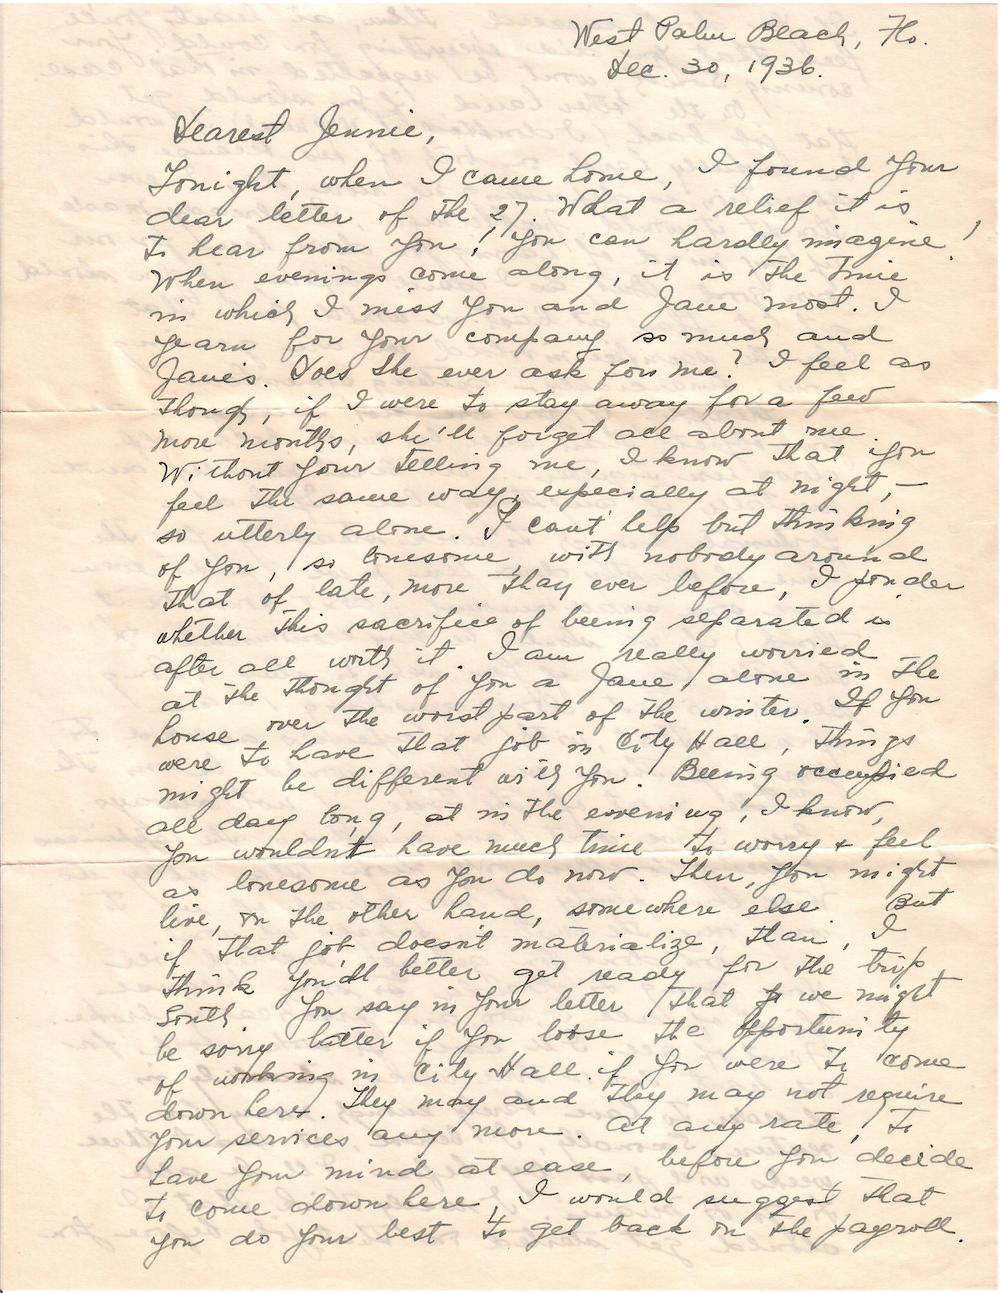 West Palm Beach, Flo.
Dec. 30, 1936.
Dearest Jennie,
Tonight, when I came home, I found your
dear letter of the 27. What a relief it is
to hear from you! You can hardly imagine!
When evenings come along, it is the time
in which I miss you and Jane most. I
yearn for your company so much and
Jane's. Does she ever ask for me? I feel as
though, if I were to stay away for a few
more months, she'll forget all about me.
Without your telling me, I know that you
feel the same way, especially at night, —
so utterly alone. I can't help but thinking
of you, so lonesome, with nobody around
that of late, more than ever before, I ponder
whether this sacrifice of beeing separated is
after all worth it. I am really worried
at the thought of you a Jane alone in the
house over the worst part of the winter. If you
were to have that job in City Hall, things
might be different with you. Beeing occupied
all day long, at in the evening, I know,
you wouldn't have much time to worry + feel
as lonesome as you do now. Then, you might
live, on the other hand, somewhere else. But
if that job doesn't materialize, than, I
think you'dl better get ready for the trip
South. You say in your letter that we might
be sorry latter if you loose the opportunity
of working in City Hall if you were to come
down here. They may and they may not require
your services any more. At any rate, to
have your mind at ease, before you decide
to come down here, I would suggest that
you do your best to get back on the payroll.